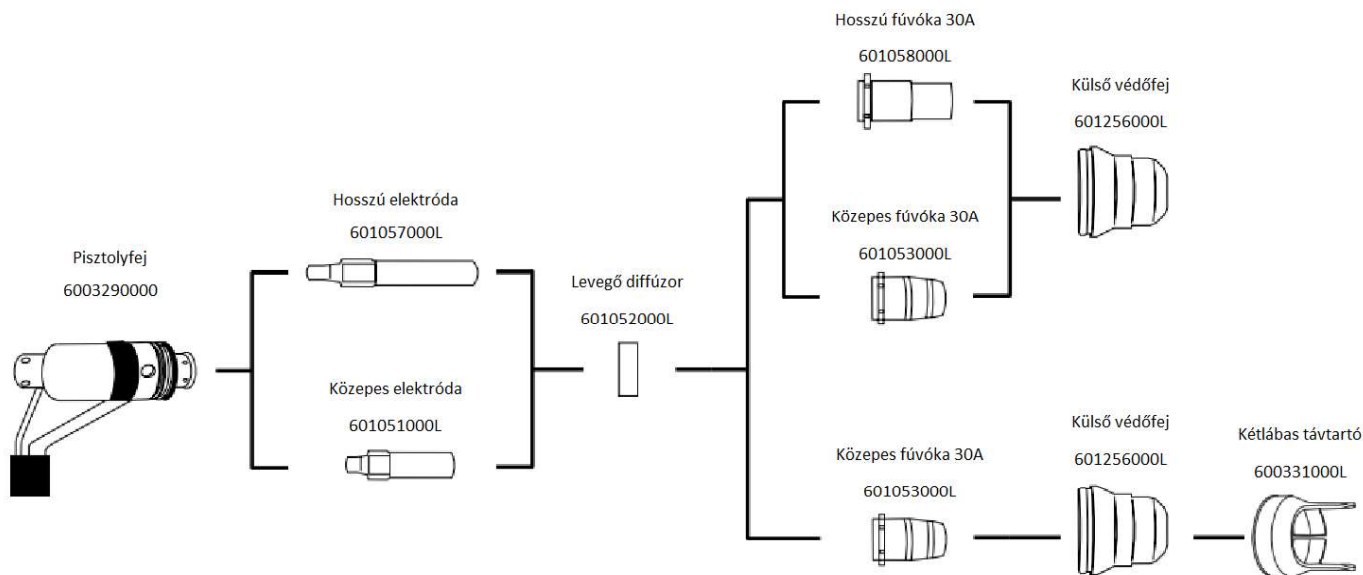 Pisztolyfej
6003290000
Hosszú elektróda
601057000L
Közepes elektróda
601051000L
Levegő diffúzor
601052000L
Hosszú fúvóka 30A
601058000L
Közepes fúvóka 30A
601053000L
Külső védőfej
601256000L
Közepes fúvóka 30A
601053000L
Külső védőfej
601256000L
Kétlábas távtartó
600331000L